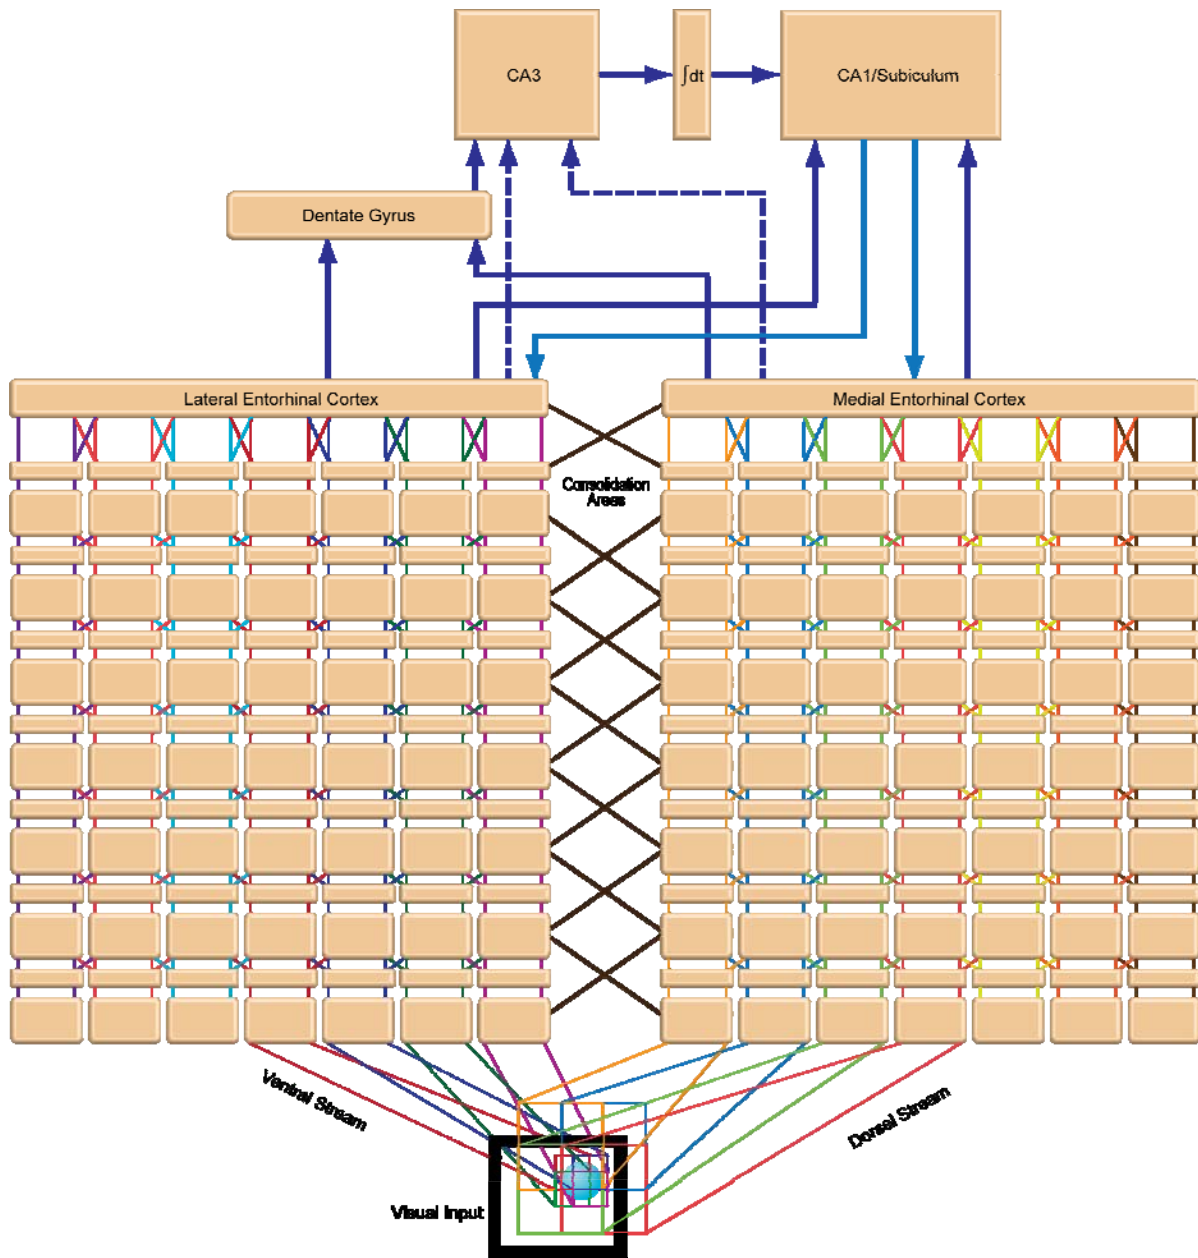 CA3
∫dt
CA1/Subiculum
Dentate Gyrus
Lateral Entorhinal Cortex
Medial Entorhinal Cortex
Consolidation
Areas
Ventral Stream
Dorsel Stream
Visual Input